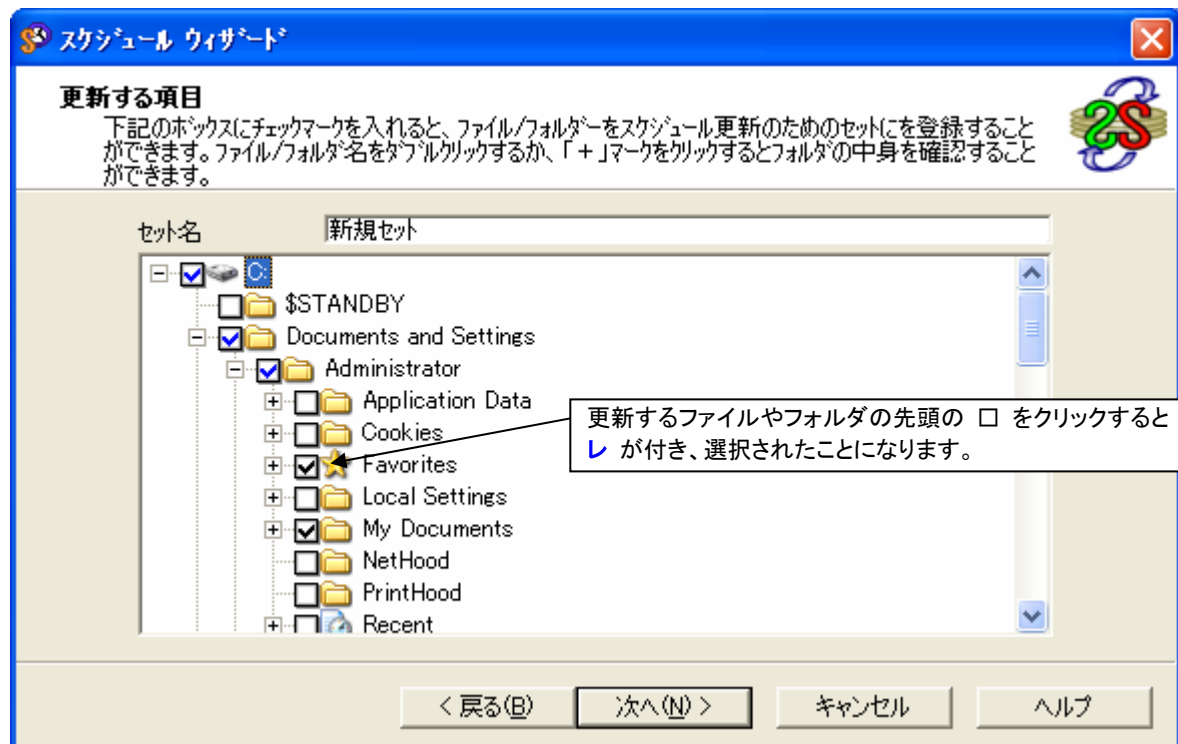 スケジュール ウィザード
更新する項目
下記のボックスにチェックマークを入れると、ファイル/フォルダーをスケジュール更新のためのセットにを登録すること
ができます。ファイル/フォルダ名をダブルクリックするか、「＋」マークをクリックするとフォルダの中身を確認すること
ができます。
セット名 新規セット
C:
$STANDBY
Documents and Settings
Administrator
Application Data
Cookies
Favorites
Local Settings
My Documents
NetHood
PrintHood
Recent
更新するファイルやフォルダの先頭の □ をクリックすると
レ が付き、選択されたことになります。
< 戻る(B) 次へ(N) > キャンセル ヘルプ